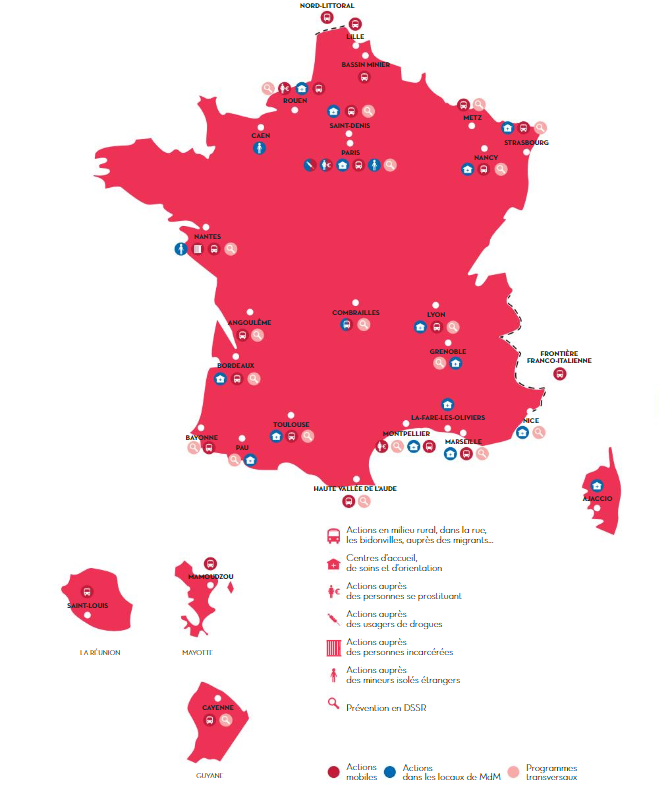 NORD-LITTORAL
LILLE
BASSIN MINIER
ROUEN
METZ
SAINT-DENIS
CAEN
STRASBOURG
PARIS
NANCY
NANTES
COMBRAILLES
LYON
ANGOULÊME
GRENOBLE
FRONTIÈRE
FRANCO-ITALIENNE
BORDEAUX
LA-FARE-LES-OLIVIERS
NICE
TOULOUSE
MONTPELLIER
BAYONNE
MARSEILLE
PAU
HAUTE VALLÉE DE L'AUDE
AJACCIO
Actions en milieu rural, dans la rue,
les bidonvilles, auprès des migrants...
Centres d'accueil,
de soins et d'orientation
Actions auprès
des personnes se prostituant
Actions auprès
des usagers de drogues
Actions auprès
des personnes incarcérées
Actions auprès
des mineurs isolés étrangers
Prévention en DSSR
MAMOUDZOU
SAINT-LOUIS
LA RÉUNION
MAYOTTE
CAYENNE
GUYANE
Actions
mobiles
Actions
dans les locaux de MdM
Programmes
transversaux